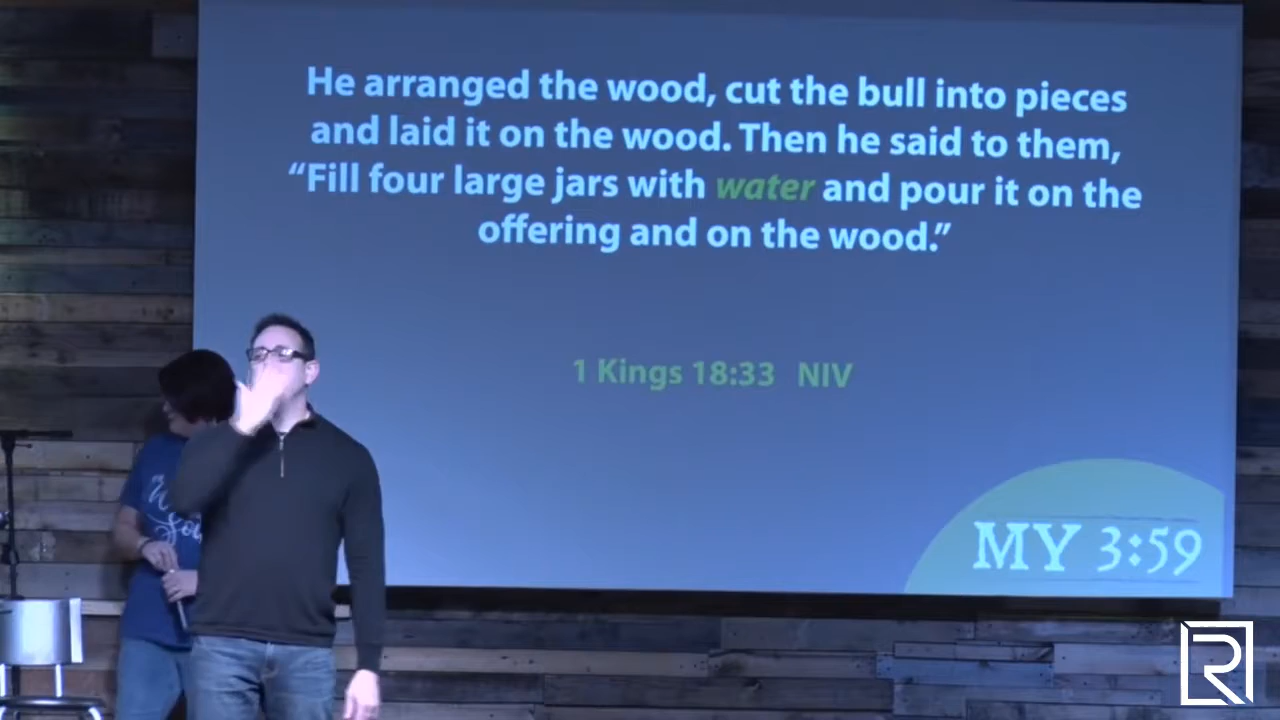 He arranged the wood, cut the bull into pieces
and laid it on the wood. Then he said to them,
“Fill four large jars with water and pour it on the
offering and on the wood.”
1 Kings 18:33 NIV
MY 3:59
R